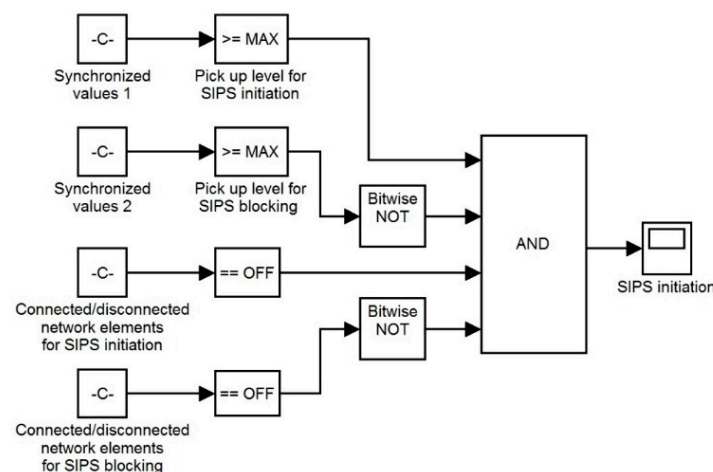 -C-
>= MAX
Synchronized
values 1
Pick up level for
SIPS initiation
-C-
>= MAX
Synchronized
values 2
Pick up level for
SIPS blocking
Bitwise
NOT
AND
-C-
== OFF
SIPS initiation
Connected/disconnected
network elements
for SIPS initiation
Bitwise
NOT
-C-
== OFF
Connected/disconnected
network elements
for SIPS blocking